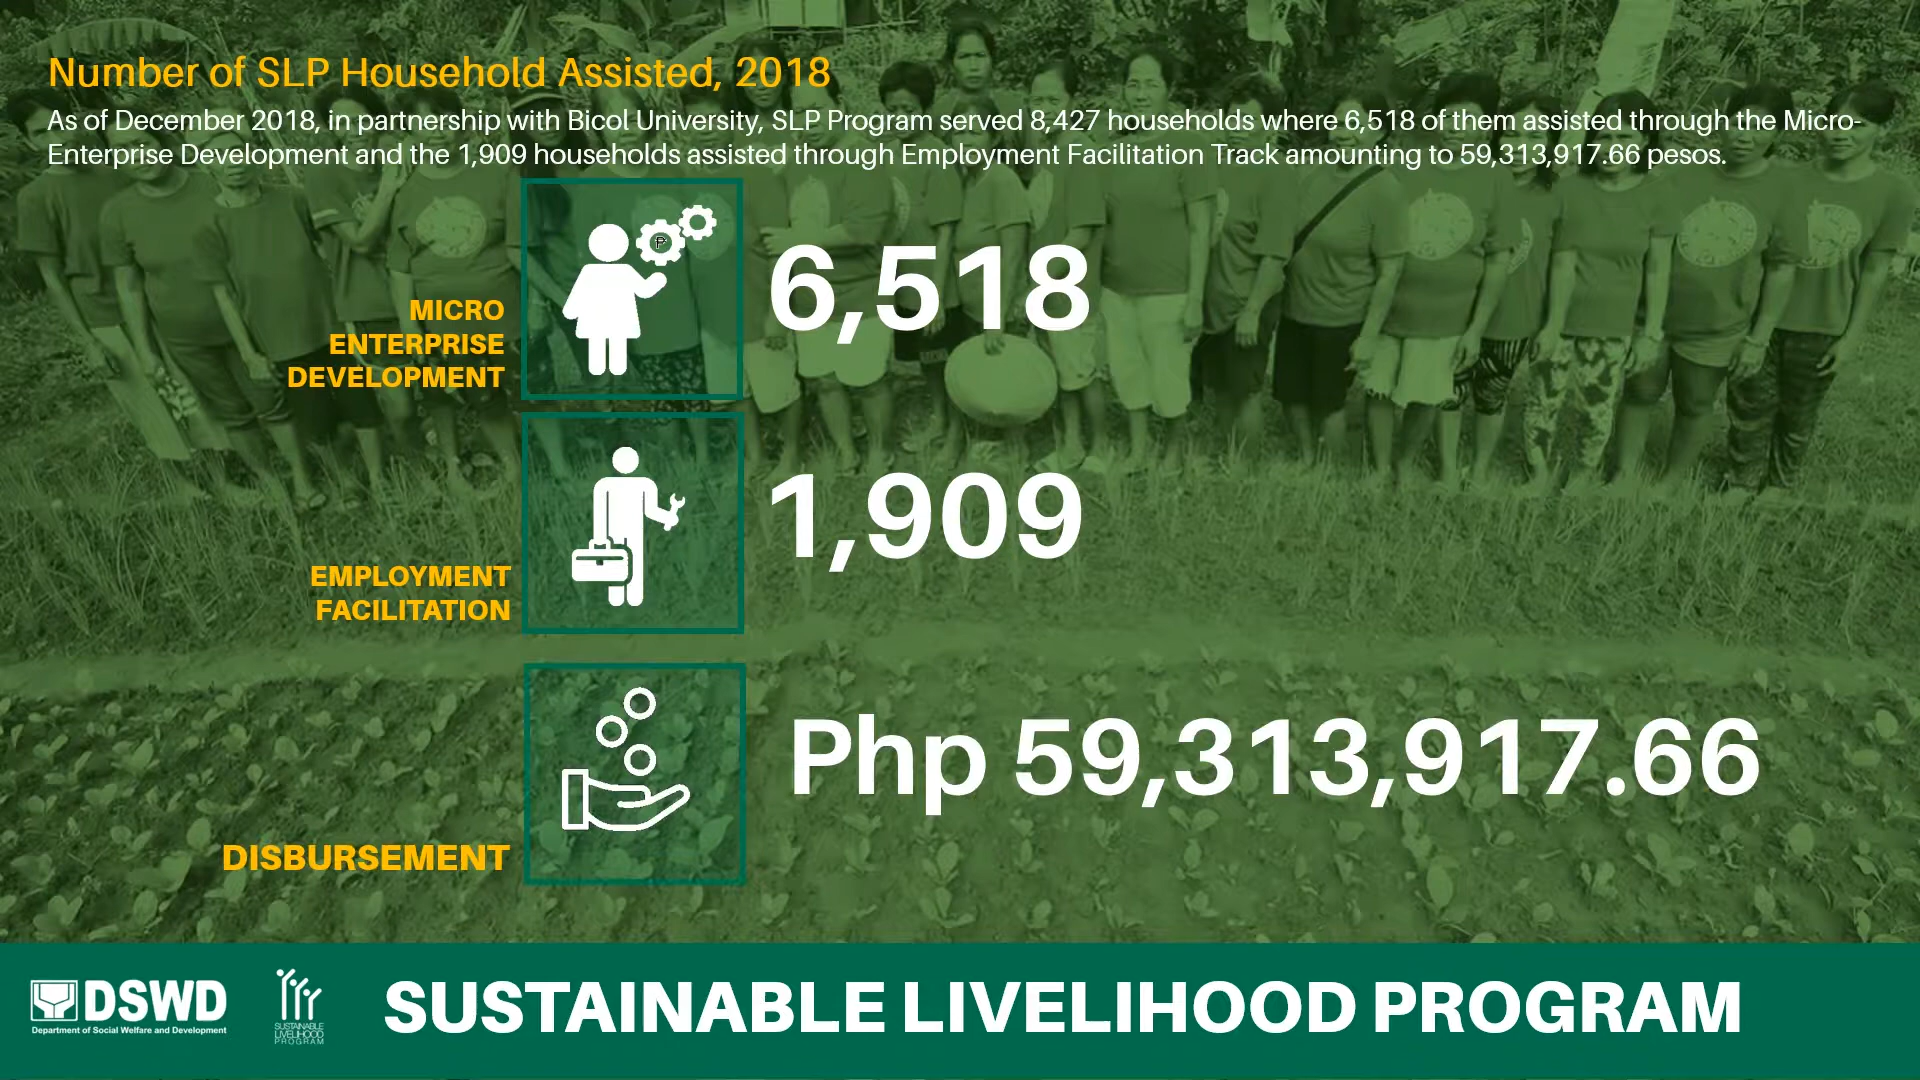 Number of SLP Household Assisted, 2018
As of December 2018, in partnership with Bicol University, SLP Program served 8,427 households where 6,518 of them assisted through the Micro-
Enterprise Development and the 1,909 households assisted through Employment Facilitation Track amounting to 59,313,917.66 pesos.
MICRO
ENTERPRISE
DEVELOPMENT
₱
6,518
EMPLOYMENT
FACILITATION
1,909
DISBURSEMENT
Php 59,313,917.66
DSWD
Department of Social Welfare and Development
SUSTAINABLE
LIVELIHOOD
PROGRAM
SUSTAINABLE LIVELIHOOD PROGRAM